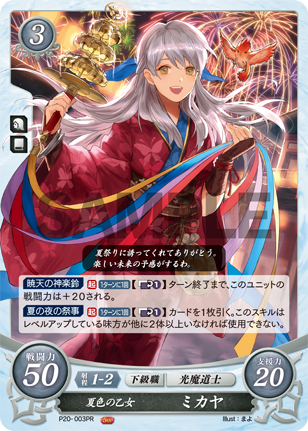 3
SAMPLE
夏祭りに誘ってくれてありがとう。
楽しい未来の予感がするわ。
暁天の神楽鈴 起 1ターンに1回 【1】ターン終了まで、このユニットの
戦闘力は+20される。
夏の夜の祭事 起 1ターンに1回 【1】カードを1枚引く。このスキルは
レベルアップしている味方が他に2体以上いなければ使用できない。
戦闘力
50
射程 1-2
下級職
光魔道士
支援力
20
夏色の乙女 ミカヤ
P20-003PR
Illust:まよ